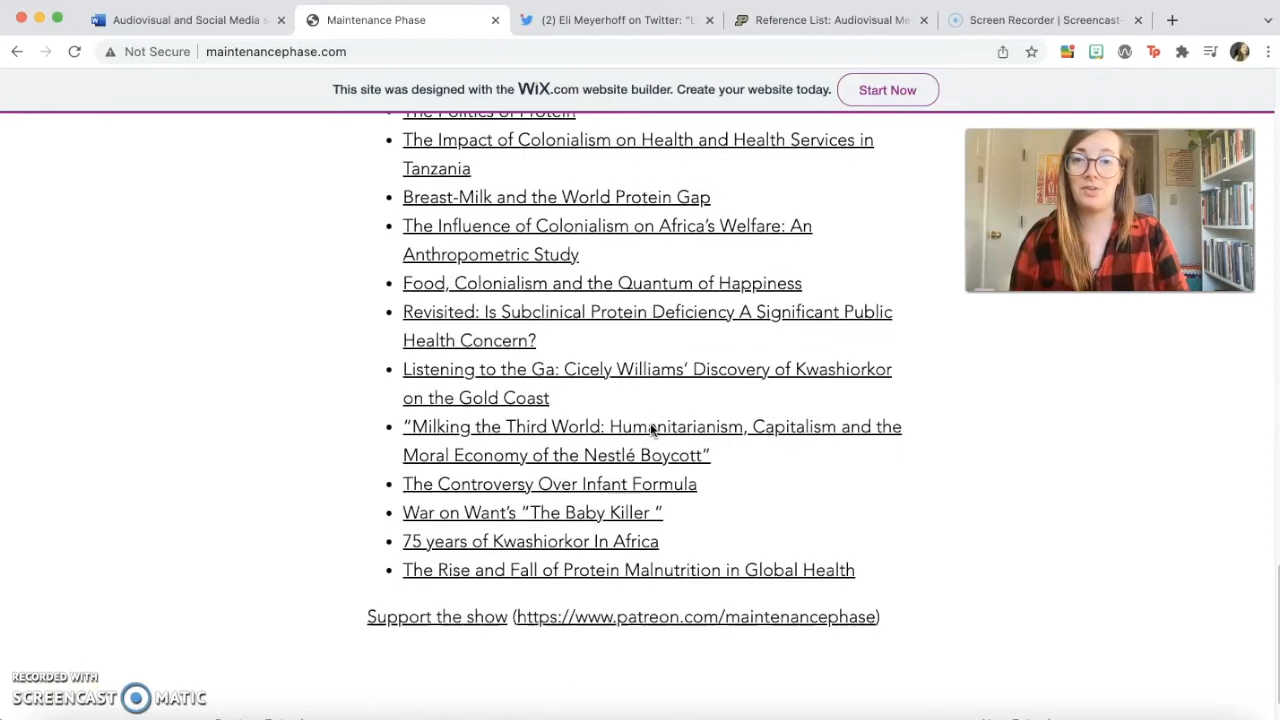 Audiovisual and Social Media s
Maintenance Phase
(2) Eli Meyerhoff on Twitter: "L
Reference List: Audiovisual Me
Screen Recorder | Screencast-
Not Secure
maintenancephase.com
This site was designed with the WiX.com website builder. Create your website today.
Start Now
The Politics of Protein
• The Impact of Colonialism on Health and Health Services in
Tanzania
• Breast-Milk and the World Protein Gap
• The Influence of Colonialism on Africa’s Welfare: An
Anthropometric Study
• Food, Colonialism and the Quantum of Happiness
• Revisited: Is Subclinical Protein Deficiency A Significant Public
Health Concern?
• Listening to the Ga: Cicely Williams’ Discovery of Kwashiorkor
on the Gold Coast
• “Milking the Third World: Humanitarianism, Capitalism and the
Moral Economy of the Nestlé Boycott”
• The Controversy Over Infant Formula
• War on Want’s “The Baby Killer “
• 75 years of Kwashiorkor In Africa
• The Rise and Fall of Protein Malnutrition in Global Health
Support the show (https://www.patreon.com/maintenancephase)
RECORDED WITH
SCREENCAST MATIC